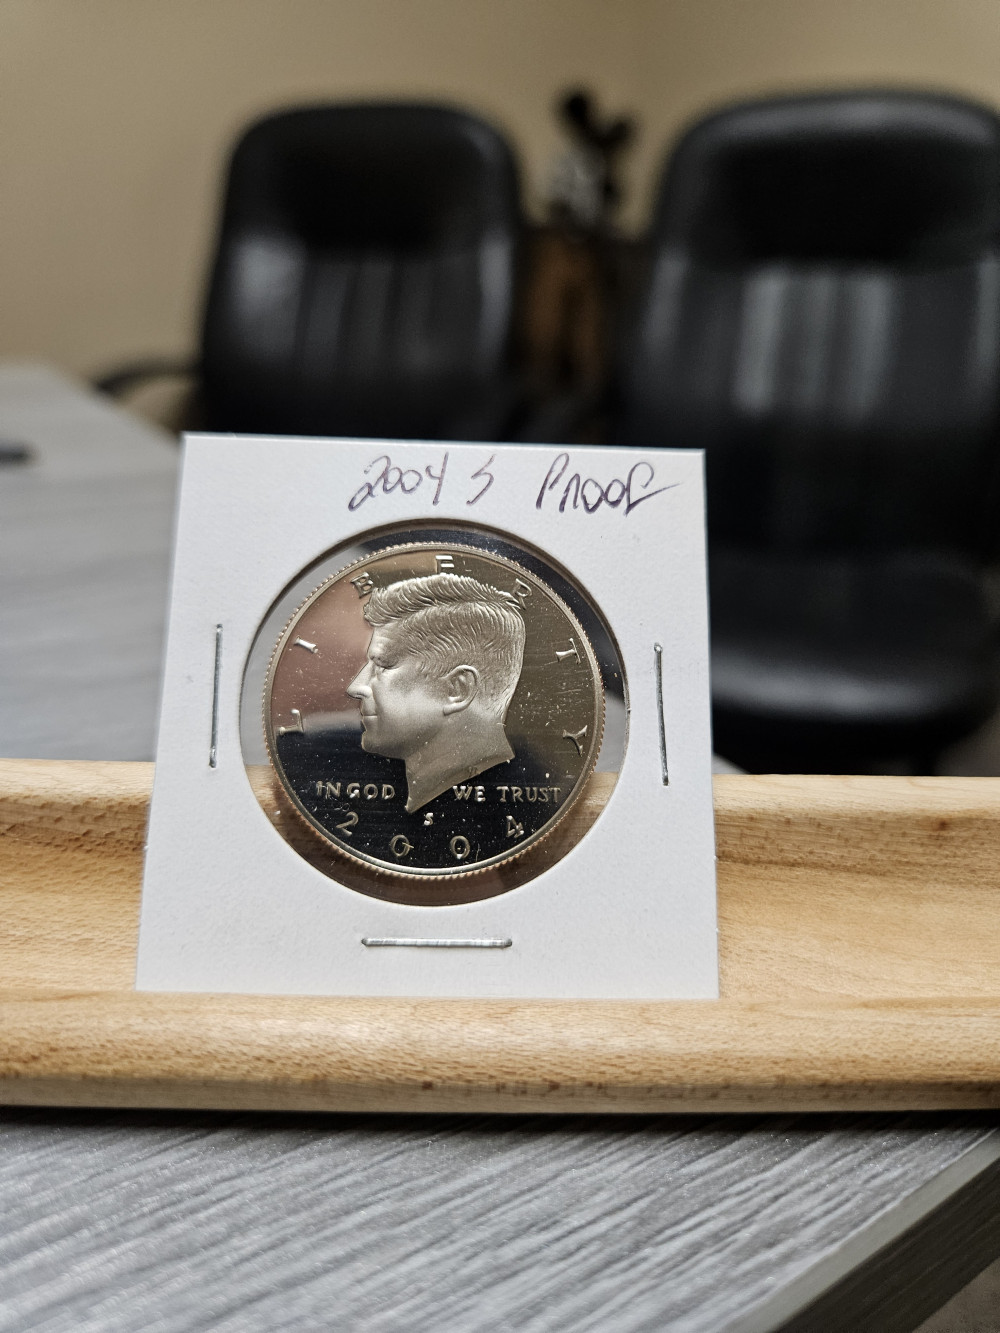 2004 S PROOF
LIBERTY
IN GOD WE TRUST
S
2004